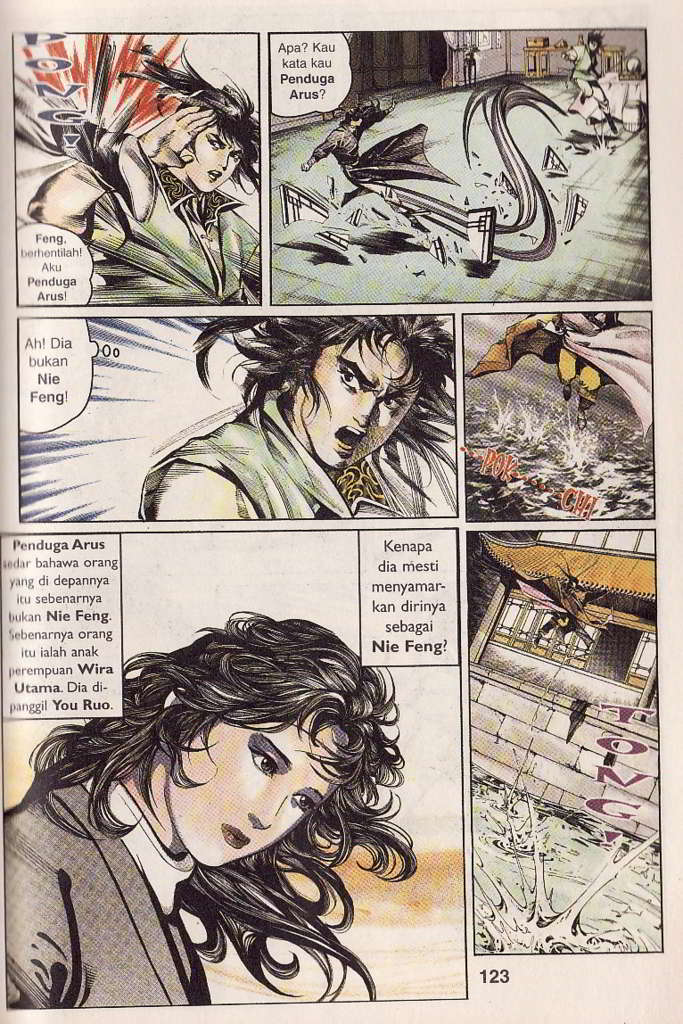 PONG!
Feng,
berhentilah!
Aku
Penduga
Arus!
Apa? Kau
kata kau
Penduga
Arus?
Ah! Dia
bukan
Nie
Feng!
...POK......CH!
Penduga Arus
sedar bahawa orang
yang di depannya
itu sebenarnya
bukan Nie Feng.
Sebenarnya orang
itu ialah anak
perempuan Wira
Utama. Dia di-
panggil You Ruo.
Kenapa
dia mesti
menyamar-
kan dirinya
sebagai
Nie Feng?
TONG!
123